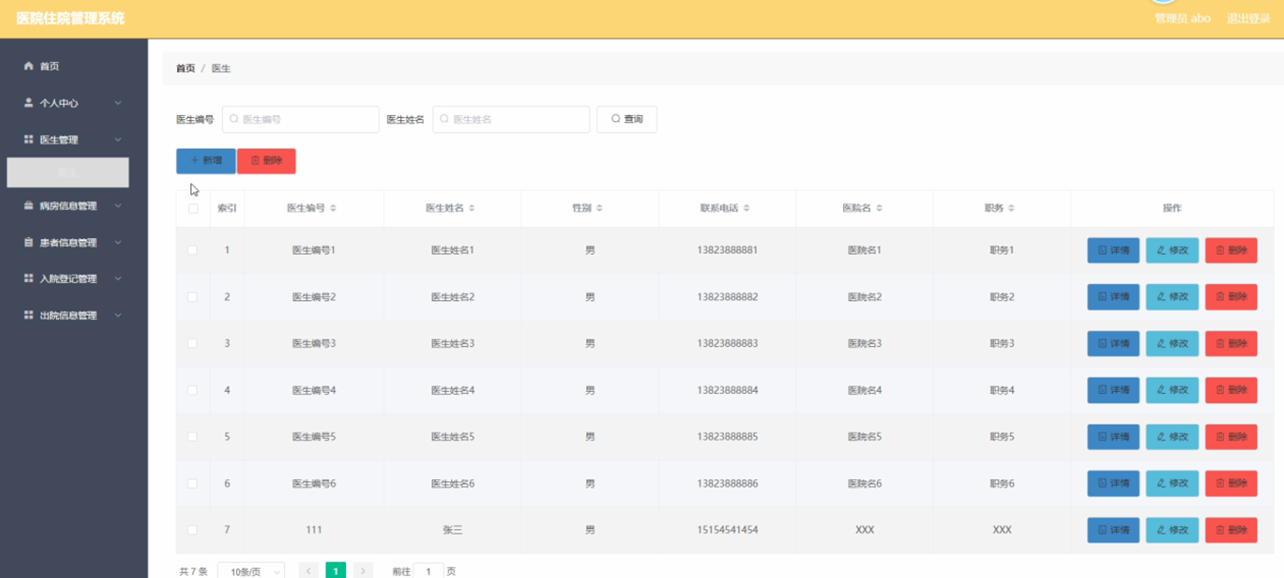 医院住院管理系统
管理员 abo 退出登录
首页
个人中心
医生管理
医生
病房信息管理
患者信息管理
入院登记管理
出院信息管理
首页 / 医生
医生编号 医生编号 医生姓名 医生姓名 查询
新增 删除
索引 医生编号 医生姓名 性别 联系电话 医院名 职务 操作
1 医生编号1 医生姓名1 男 13823888881 医院名1 职务1 详情 修改 删除
2 医生编号2 医生姓名2 男 13823888882 医院名2 职务2 详情 修改 删除
3 医生编号3 医生姓名3 男 13823888883 医院名3 职务3 详情 修改 删除
4 医生编号4 医生姓名4 男 13823888884 医院名4 职务4 详情 修改 删除
5 医生编号5 医生姓名5 男 13823888885 医院名5 职务5 详情 修改 删除
6 医生编号6 医生姓名6 男 13823888886 医院名6 职务6 详情 修改 删除
7 111 张三 男 15154541454 XXX XXX 详情 修改 删除
共 7 条 10条/页 1 前往 1 页